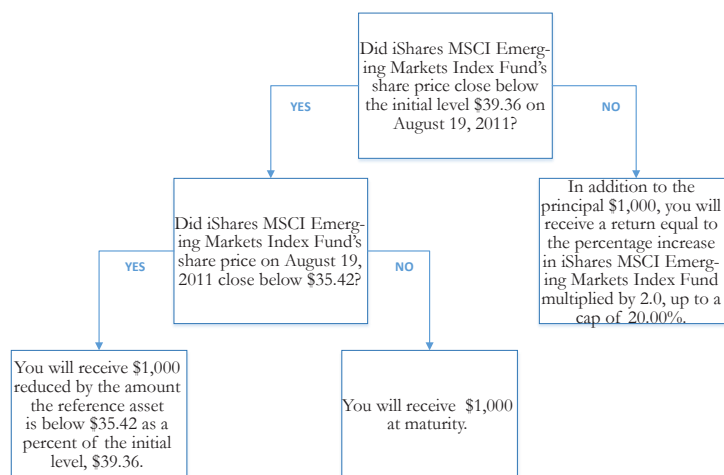 Did iShares MSCI Emerg-
ing Markets Index Fund's
share price close below
the initial level $39.36 on
August 19, 2011?
YES
NO
Did iShares MSCI Emerg-
ing Markets Index Fund's
share price on August 19,
2011 close below $35.42?
In addition to the
principal $1,000, you will
receive a return equal to
the percentage increase
in iShares MSCI Emerg-
ing Markets Index Fund
multiplied by 2.0, up to a
cap of 20.00%.
YES
NO
You will receive $1,000
reduced by the amount
the reference asset
is below $35.42 as a
percent of the initial
level, $39.36.
You will receive $1,000
at maturity.